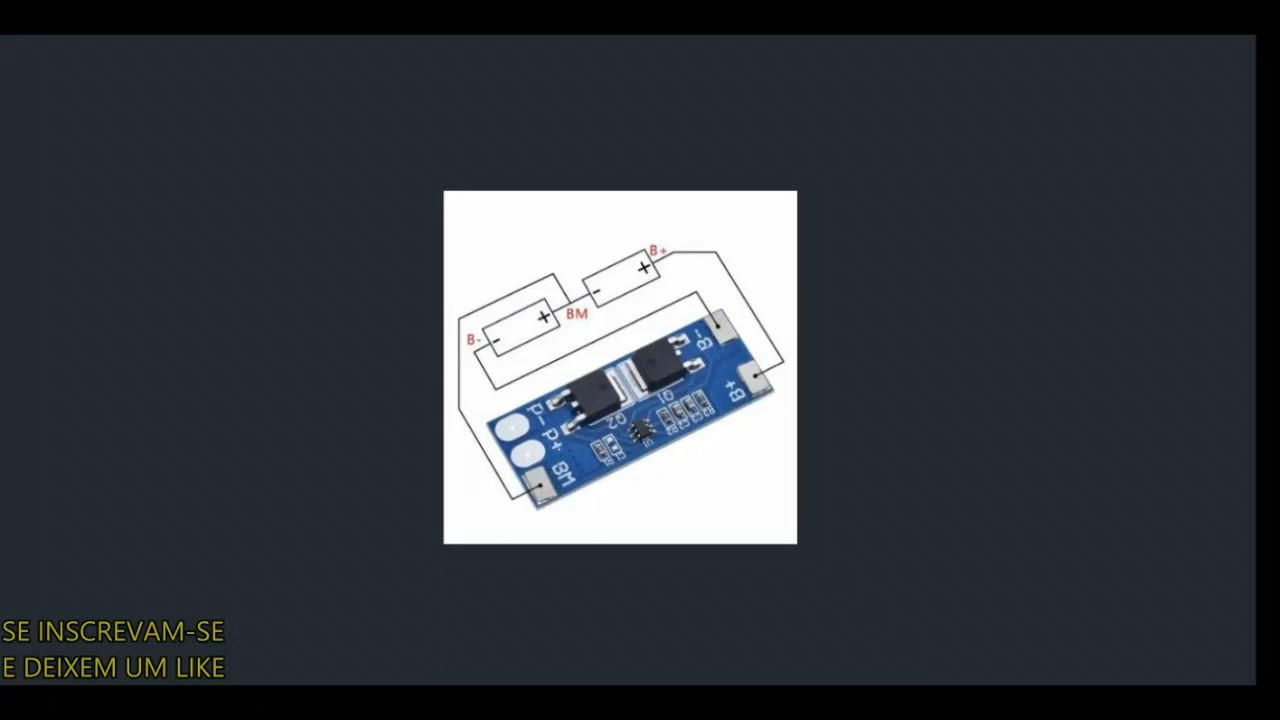 B+
BM
B-
B-
B+
P-
P+
BM
Q1
Q2
SE INSCREVAM-SE
E DEIXEM UM LIKE